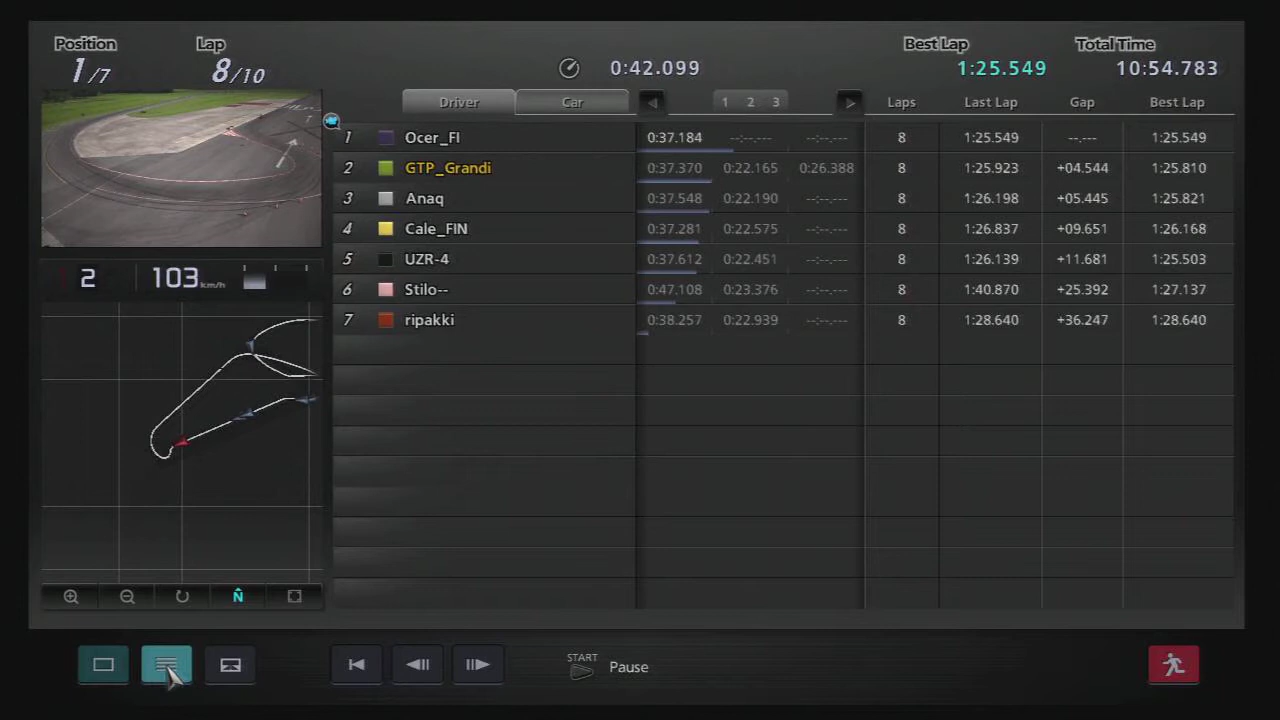 Position Lap Best Lap Total Time
1/7 8/10 0:42.099 1:25.549 10:54.783
Driver Car 1 2 3 Laps Last Lap Gap Best Lap
1 Ocer_FI 0:37.184 --:--.--- --:--.--- 8 1:25.549 --.--- 1:25.549
2 GTP_Grandi 0:37.370 0:22.165 0:26.388 8 1:25.923 +04.544 1:25.810
3 Anaq 0:37.548 0:22.190 --:--.--- 8 1:26.198 +05.445 1:25.821
4 Cale_FIN 0:37.281 0:22.575 --:--.--- 8 1:26.837 +09.651 1:26.168
5 UZR-4 0:37.612 0:22.451 --:--.--- 8 1:26.139 +11.681 1:25.503
6 Stilo-- 0:47.108 0:23.376 --:--.--- 8 1:40.870 +25.392 1:27.137
7 ripakki 0:38.257 0:22.939 --:--.--- 8 1:28.640 +36.247 1:28.640
2 103 km/h
N
START Pause